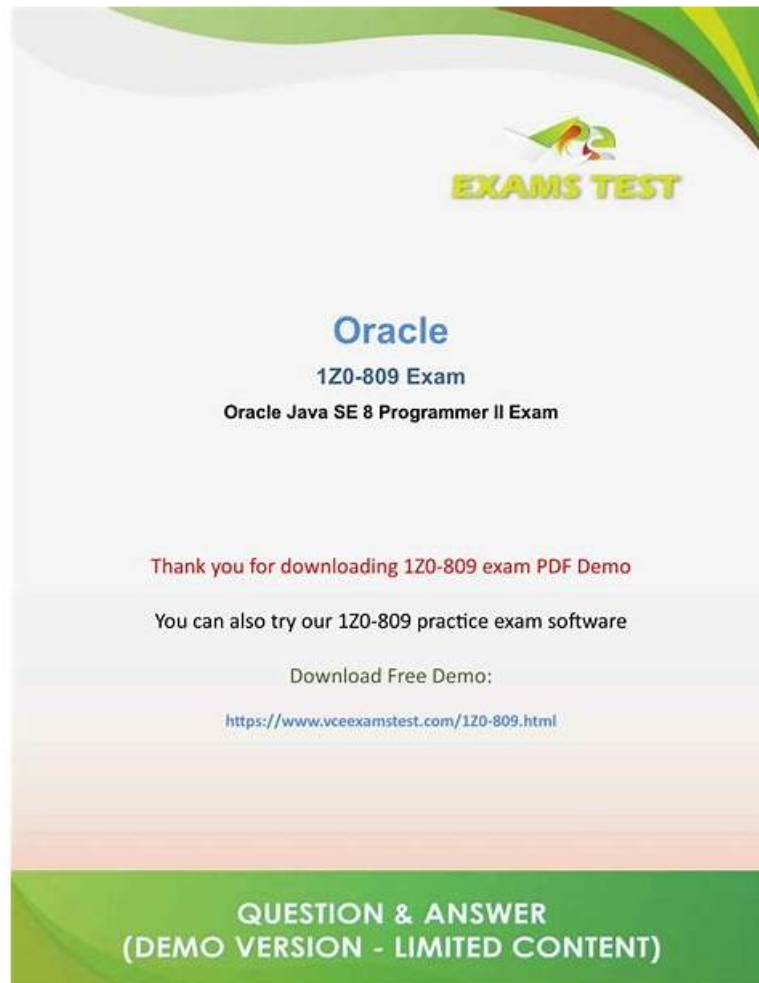 EXAMS TEST
Oracle
1Z0-809 Exam
Oracle Java SE 8 Programmer II Exam
Thank you for downloading 1Z0-809 exam PDF Demo
You can also try our 1Z0-809 practice exam software
Download Free Demo:
https://www.vceexamstest.com/1Z0-809.html
QUESTION & ANSWER
(DEMO VERSION - LIMITED CONTENT)